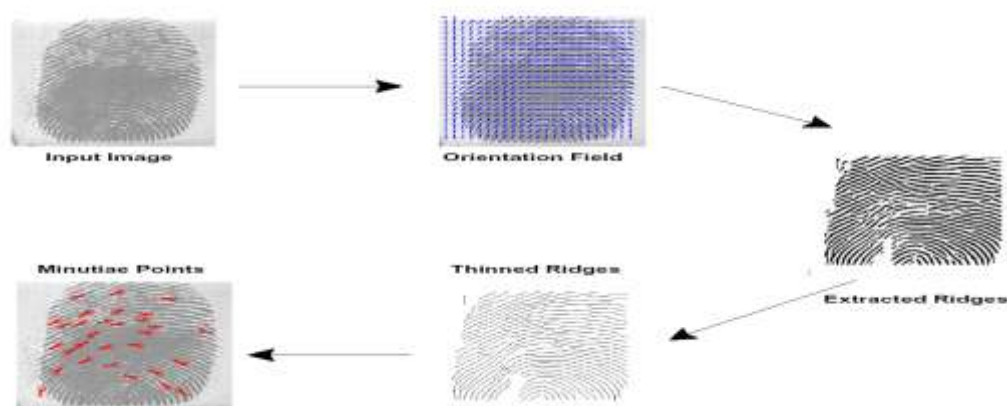 Input Image
Orientation Field
Extracted Ridges
Thinned Ridges
Minutiae Points